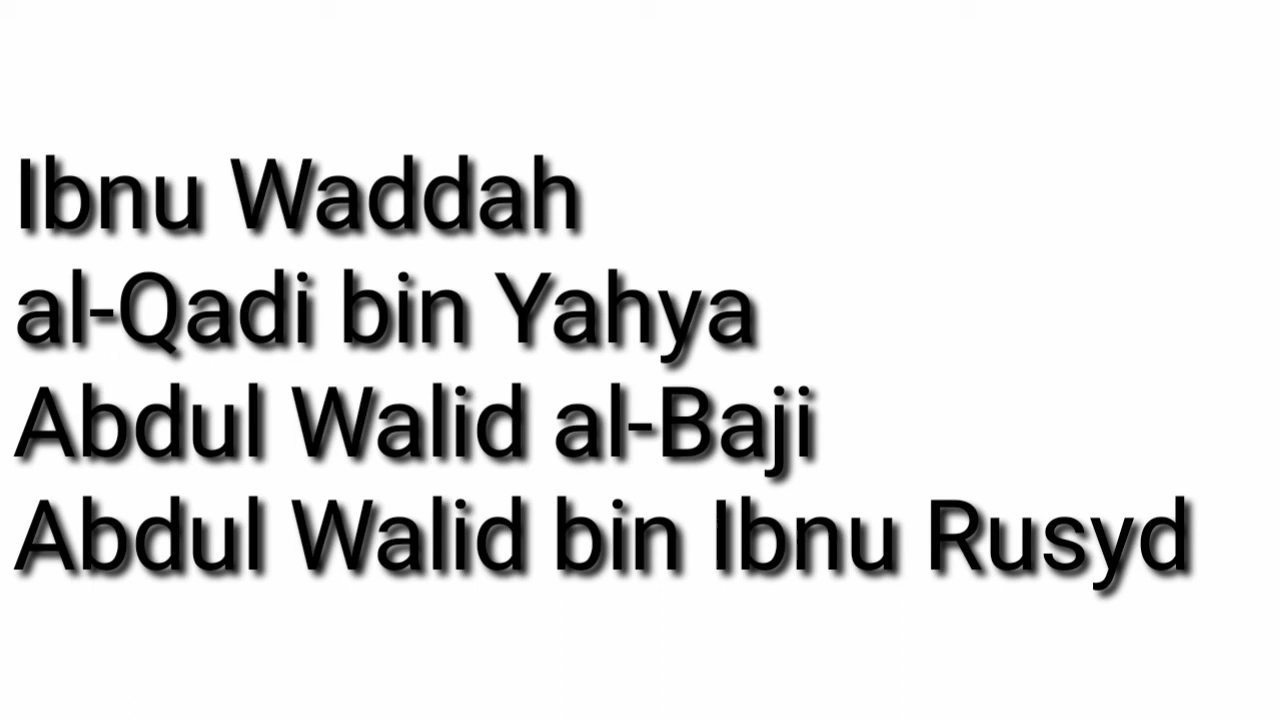 Ibnu Waddah
al-Qadi bin Yahya
Abdul Walid al-Baji
Abdul Walid bin Ibnu Rusyd